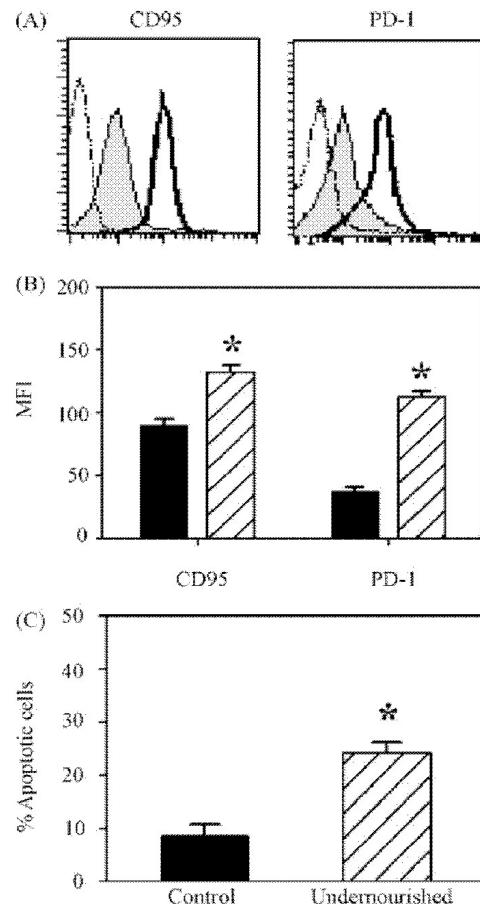 (A) CD95 PD-1
(B)
200
150
100
50
0
MFI
* *
CD95 PD-1
(C)
50
40
30
20
10
0
% Apoptotic cells
*
Control Undernourished